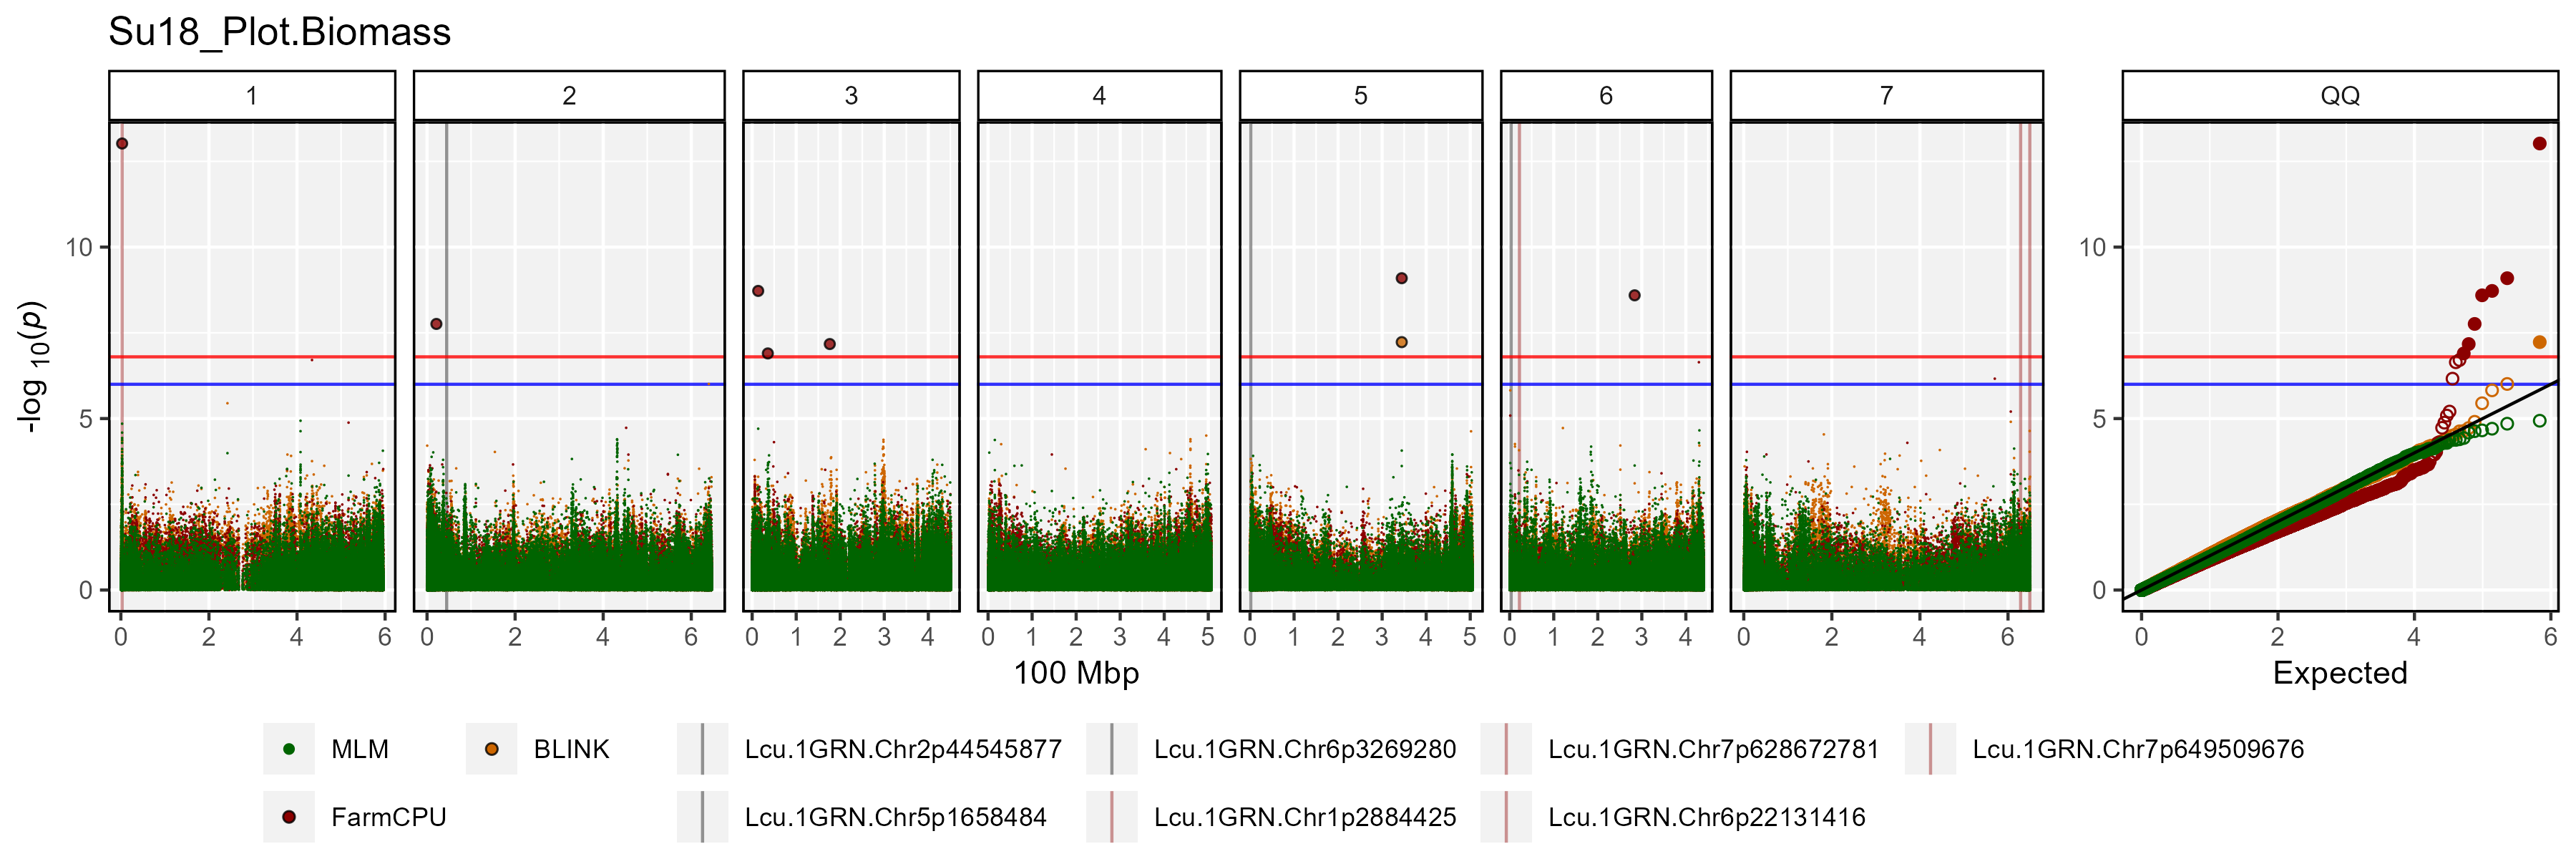 Su18_Plot.Biomass
1 2 3 4 5 6 7 QQ
-log 10(p)
10
5
0
10
5
0
0 2 4 6 0 2 4 6 0 1 2 3 4 0 1 2 3 4 5 0 1 2 3 4 5 0 1 2 3 4 0 2 4 6 0 2 4 6
100 Mbp Expected
MLM BLINK Lcu.1GRN.Chr2p44545877 Lcu.1GRN.Chr6p3269280 Lcu.1GRN.Chr7p628672781 Lcu.1GRN.Chr7p649509676
FarmCPU Lcu.1GRN.Chr5p1658484 Lcu.1GRN.Chr1p2884425 Lcu.1GRN.Chr6p22131416